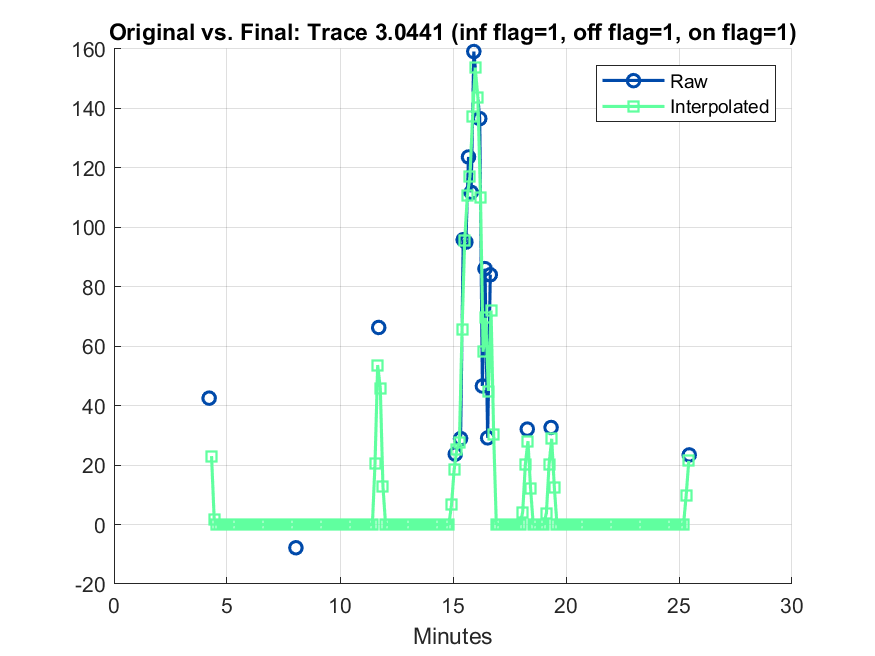 Original vs. Final: Trace 3.0441 (inf flag=1, off flag=1, on flag=1)
160
140
120
100
80
60
40
20
0
-20
Raw
Interpolated
0 5 10 15 20 25 30
Minutes